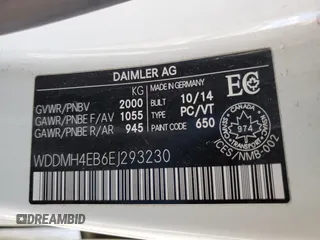 DAIMLER AG
KG MADE IN GERMANY
GVWR/PNBV 2000 BUILT 10/14
GAWR/PNBE F/AV 1055 TYPE PC/VT
GAWR/PNBE R/AR 945 PAINT 650
WDDMH4EB6EJ293230
EC
CANADA
974
TRANSPORT
ICES/NMB-002
DREAMBID